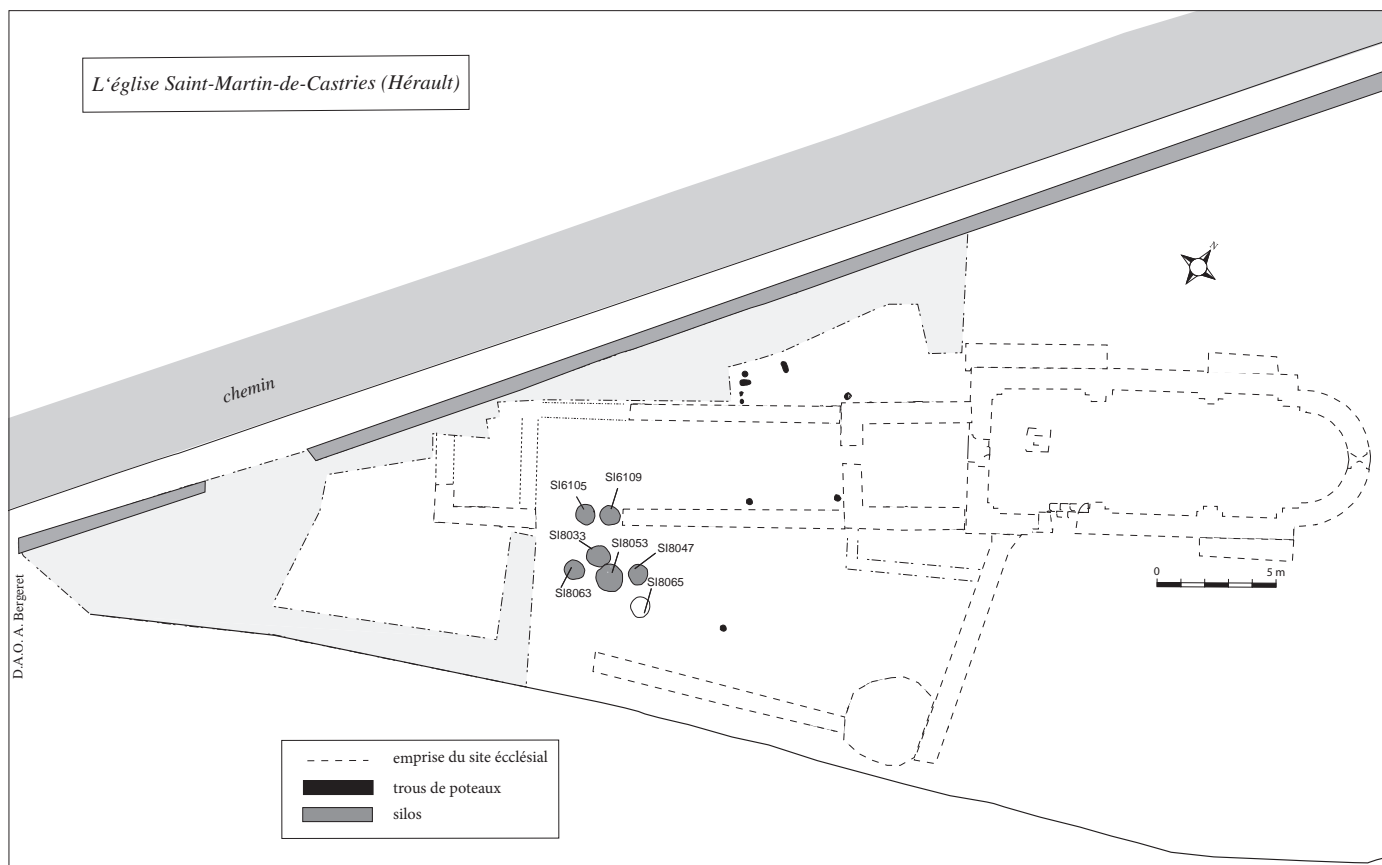 L‘église Saint-Martin-de-Castries (Hérault)
N
chemin
SI6105
SI6109
SI8033
SI8053
SI8047
SI8063
SI8065
0
5 m
D.A.O. A. Bergeret
emprise du site écclésial
trous de poteaux
silos